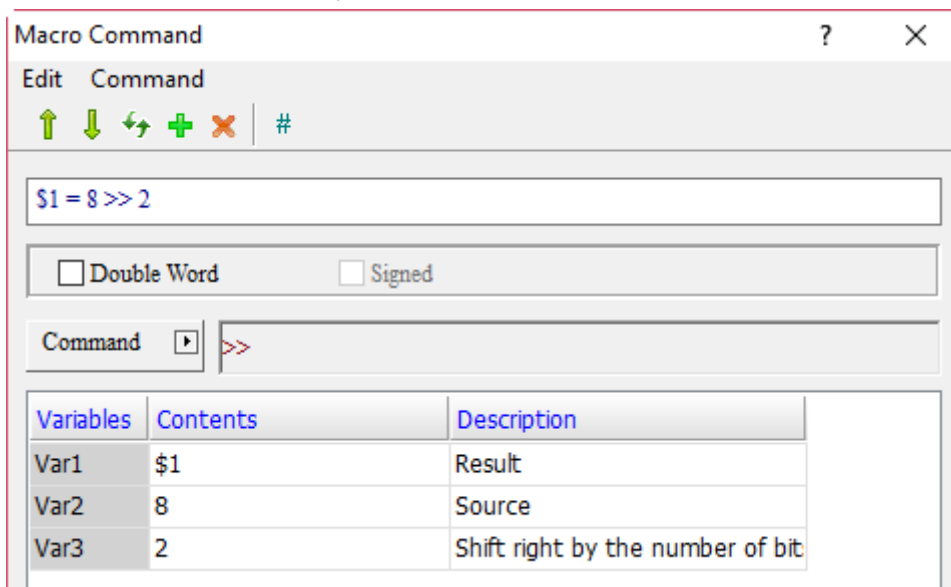 Macro Command ?
Edit Command
#
$1 = 8 >> 2
Double Word Signed
Command >>
Variables Contents Description
Var1 $1 Result
Var2 8 Source
Var3 2 Shift right by the number of bit